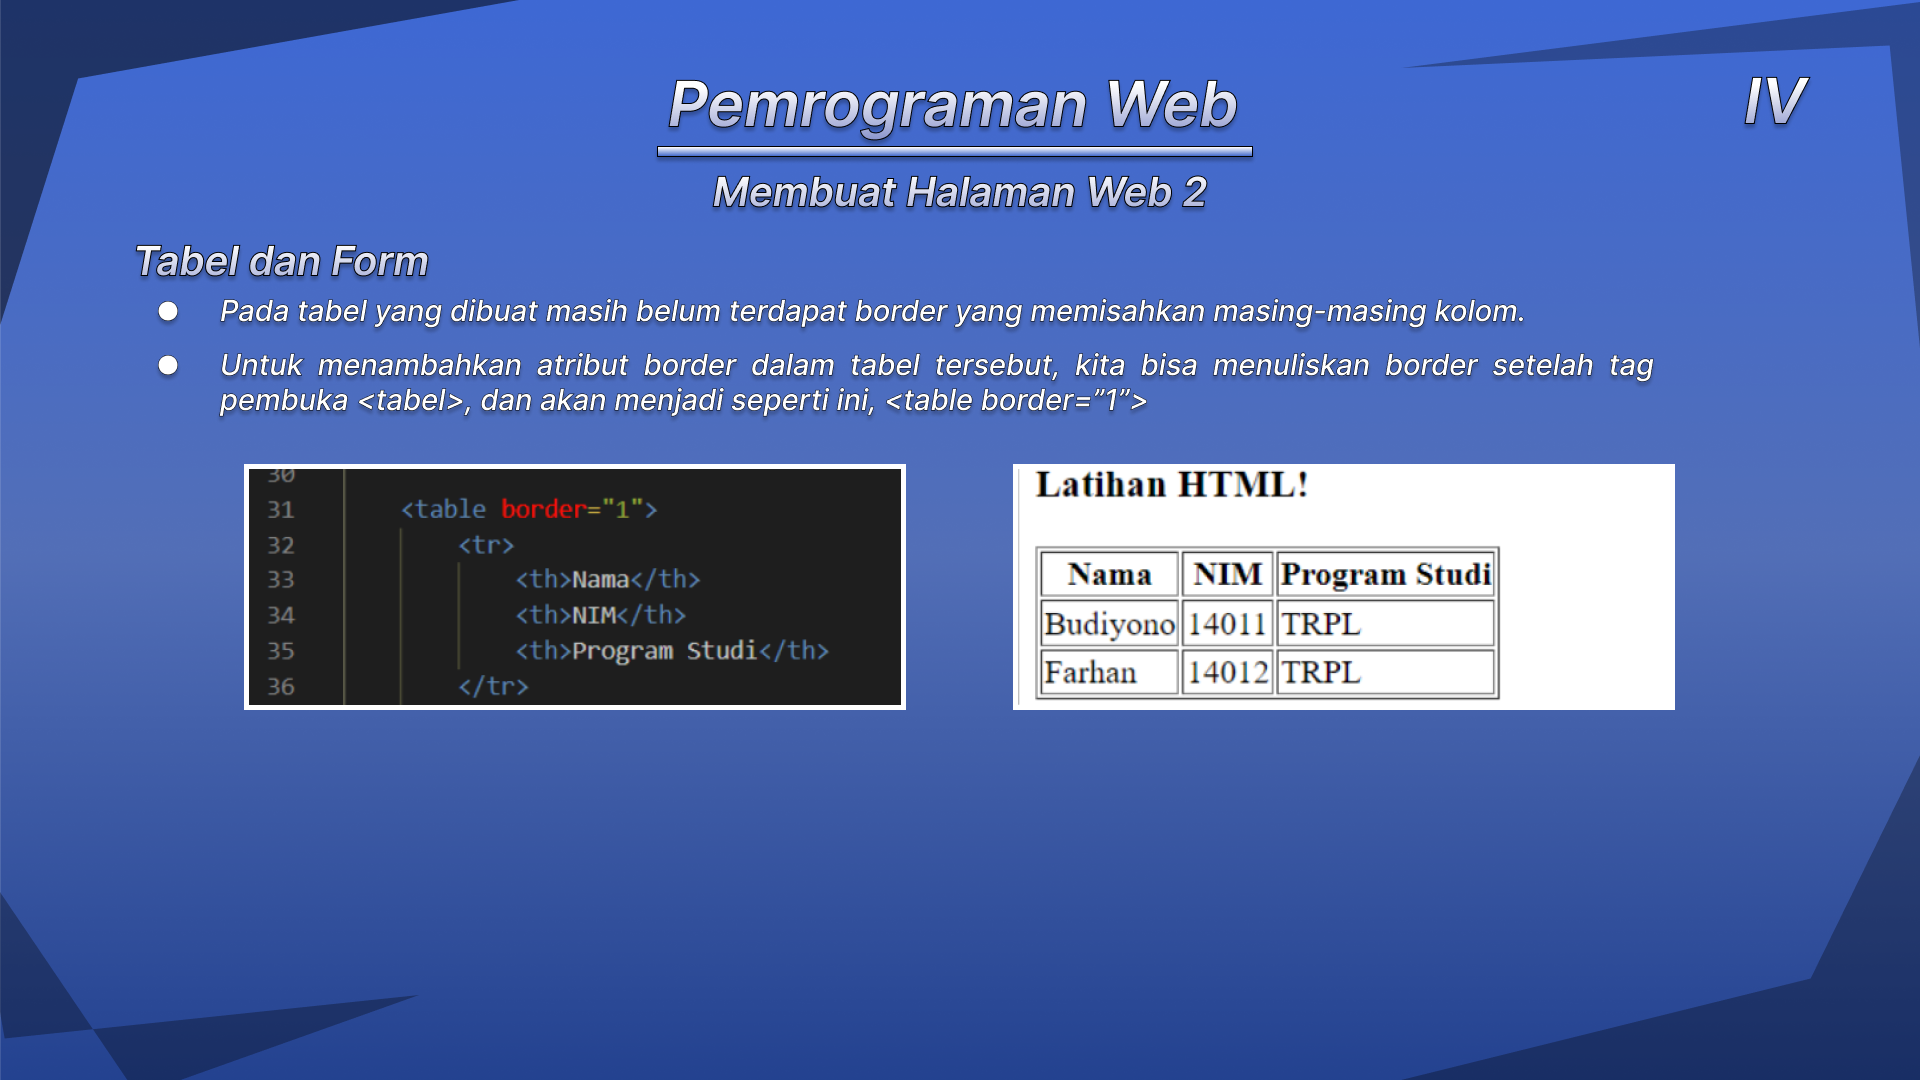 Pemrograman Web
IV
Membuat Halaman Web 2
Tabel dan Form
● Pada tabel yang dibuat masih belum terdapat border yang memisahkan masing-masing kolom.
● Untuk menambahkan atribut border dalam tabel tersebut, kita bisa menuliskan border setelah tag
pembuka <tabel>, dan akan menjadi seperti ini, <table border=”1”>
30
31 <table border="1">
32 <tr>
33 <th>Nama</th>
34 <th>NIM</th>
35 <th>Program Studi</th>
36 </tr>
Latihan HTML!
Nama NIM Program Studi
Budiyono 14011 TRPL
Farhan 14012 TRPL